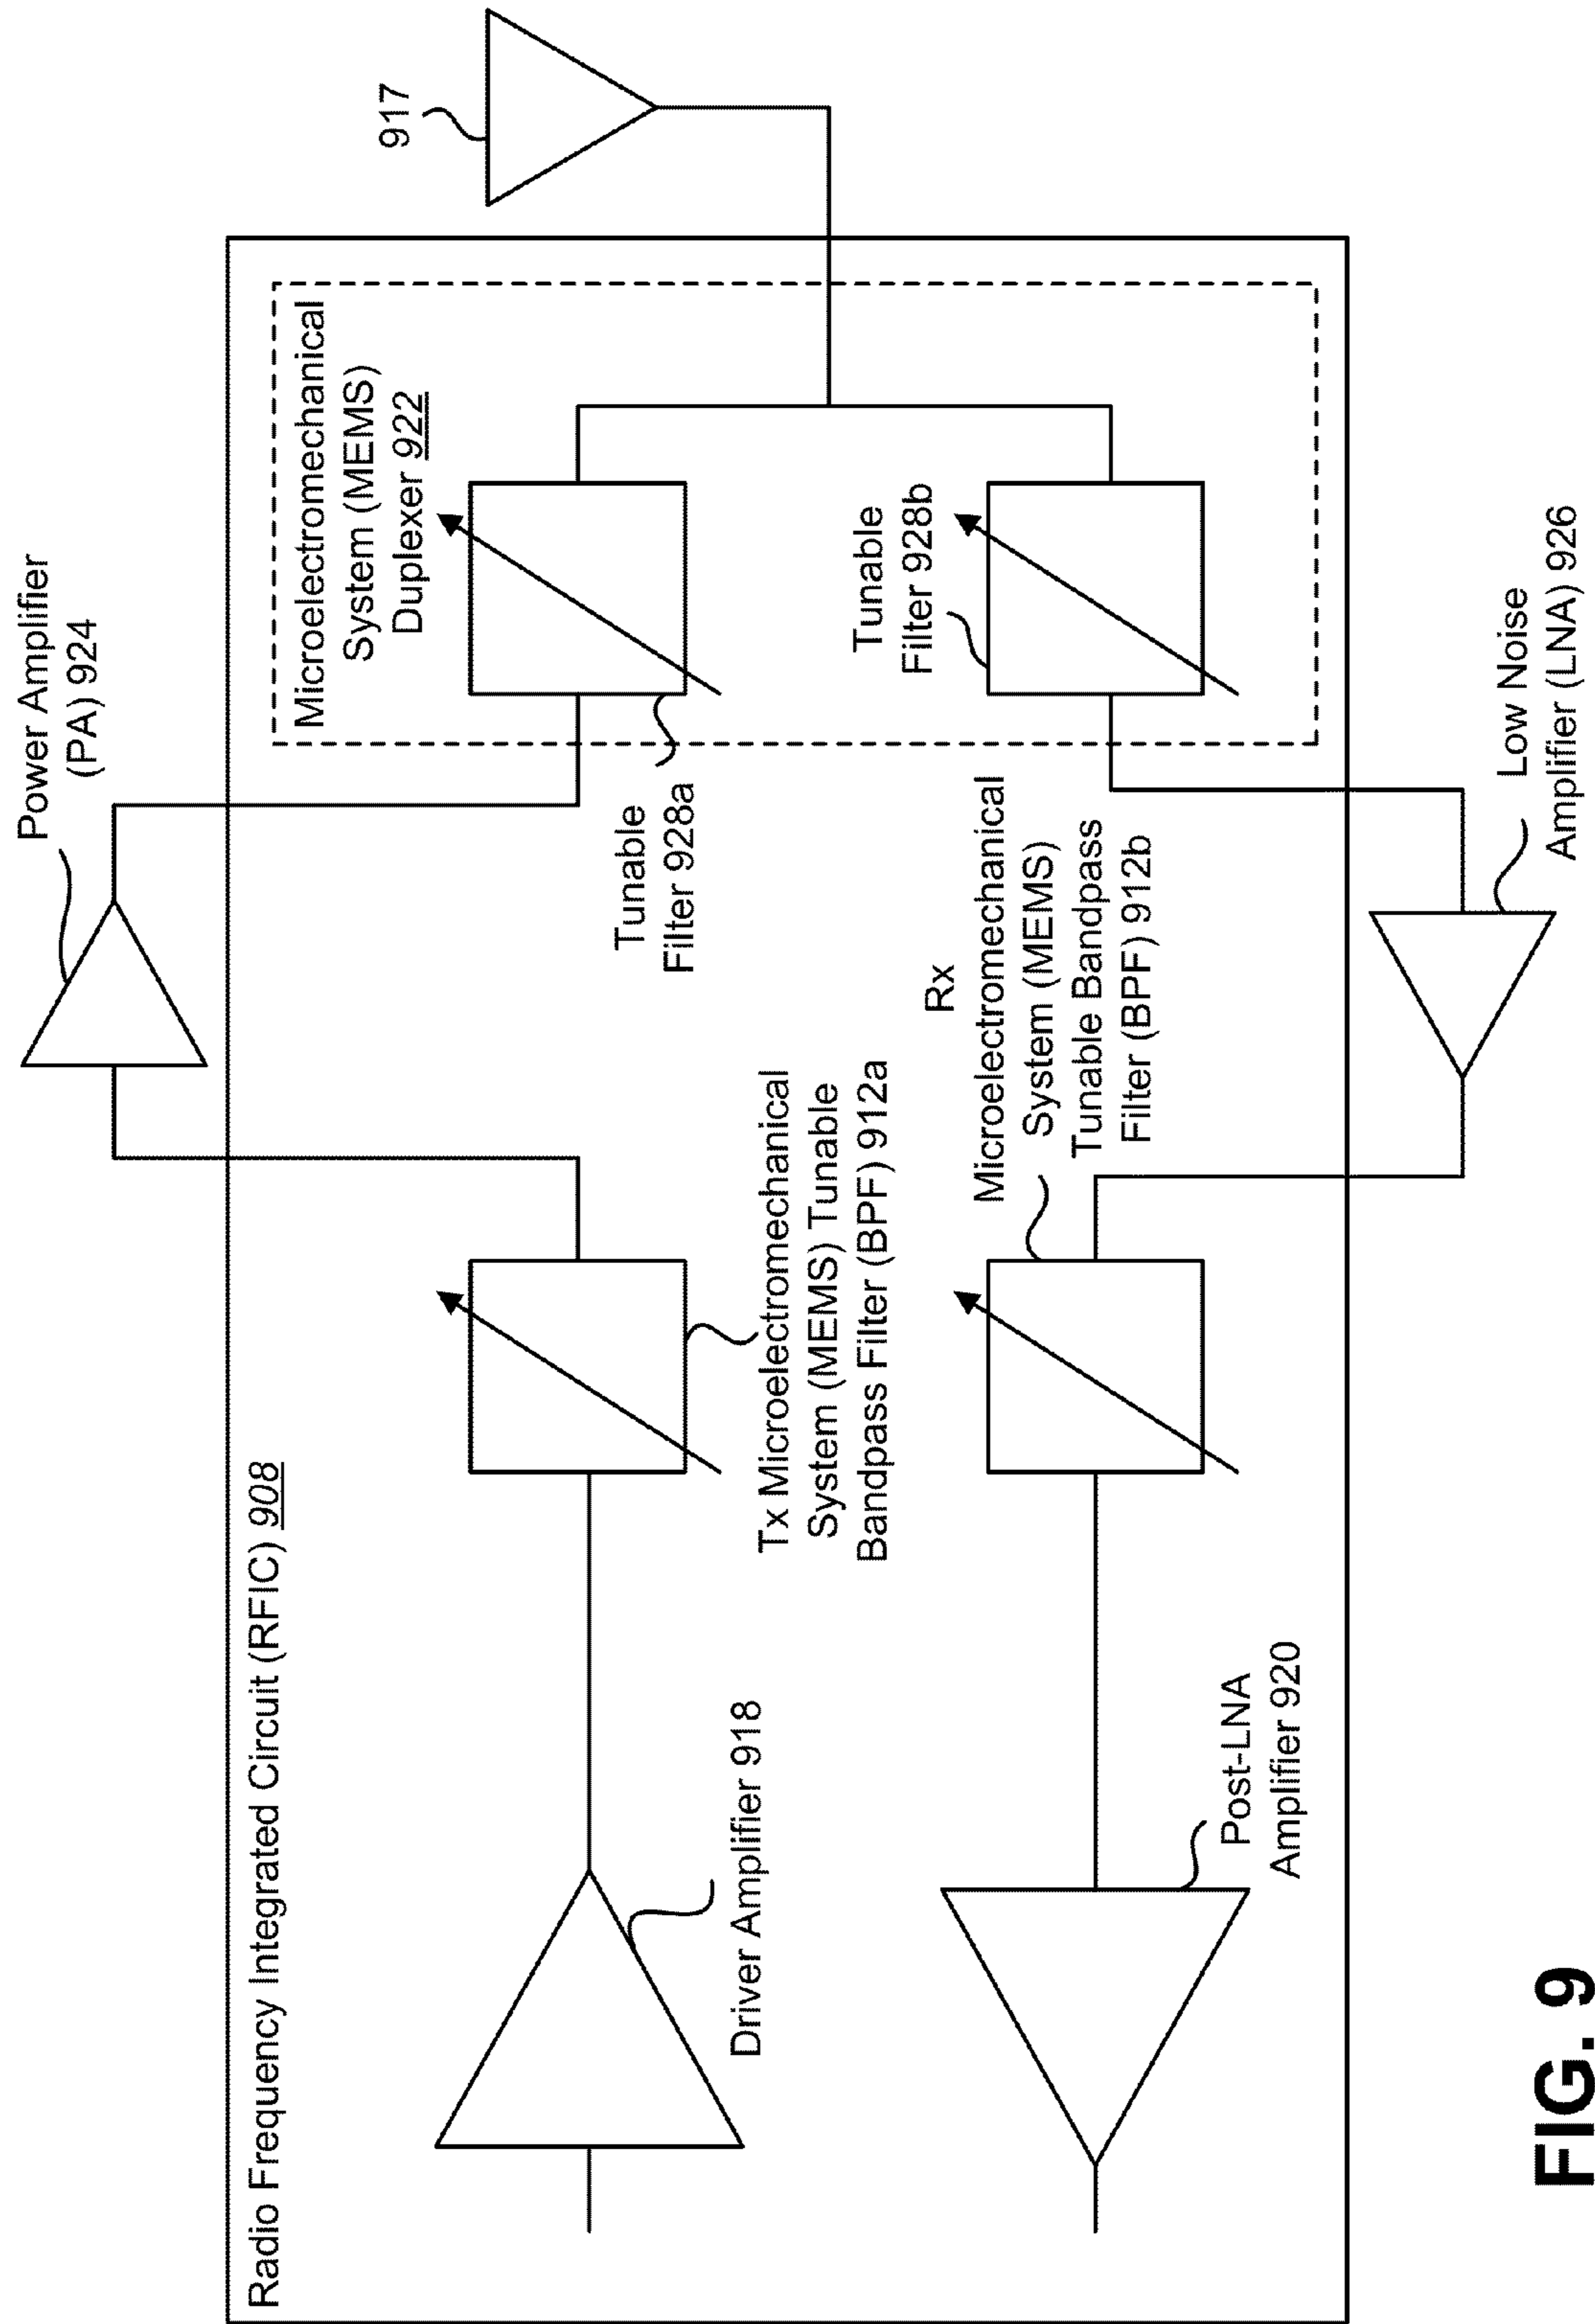 Power Amplifier
(PA) 924
917
Radio Frequency Integrated Circuit (RFIC) 908
Microelectromechanical
System (MEMS)
Duplexer 922
Driver Amplifier 918
Tx Microelectromechanical
System (MEMS) Tunable
Bandpass Filter (BPF) 912a
Tunable
Filter 928a
Tunable
Filter 928b
Rx
Microelectromechanical
System (MEMS)
Tunable Bandpass
Filter (BPF) 912b
Post-LNA
Amplifier 920
Low Noise
Amplifier (LNA) 926
FIG. 9